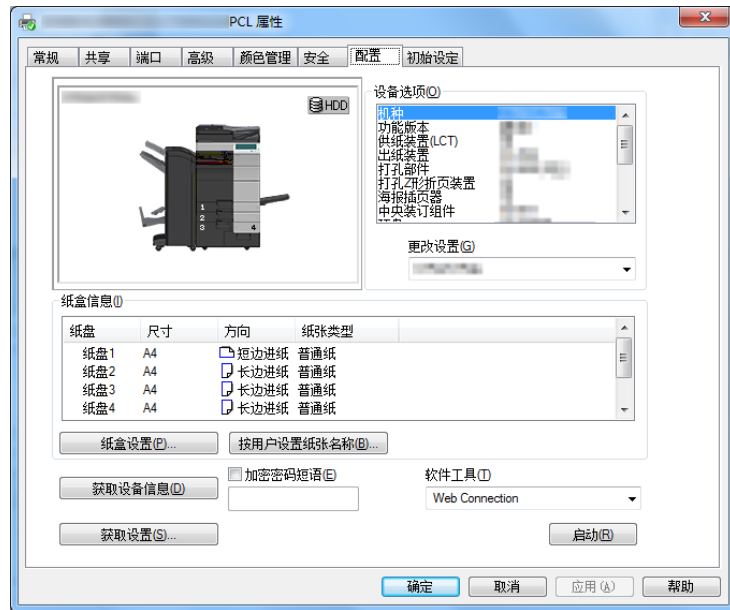 PCL 属性
常规 共享 端口 高级 颜色管理 安全 配置 初始设定
HDD
1
2
3 4
设备选项(O)
机种
功能版本
供纸装置(LCT)
出纸装置
打孔部件
打孔Z形折页装置
海报插页器
中央装订组件
更改设置(G)
纸盒信息(I)
纸盘 尺寸 方向 纸张类型
纸盘1 A4 短边进纸 普通纸
纸盘2 A4 长边进纸 普通纸
纸盘3 A4 长边进纸 普通纸
纸盘4 A4 长边进纸 普通纸
纸盒设置(P)... 按用户设置纸张名称(B)...
获取设备信息(D) 加密密码短语(E) 软件工具(T)
Web Connection
获取设置(S)... 启动(R)
确定 取消 应用(A) 帮助